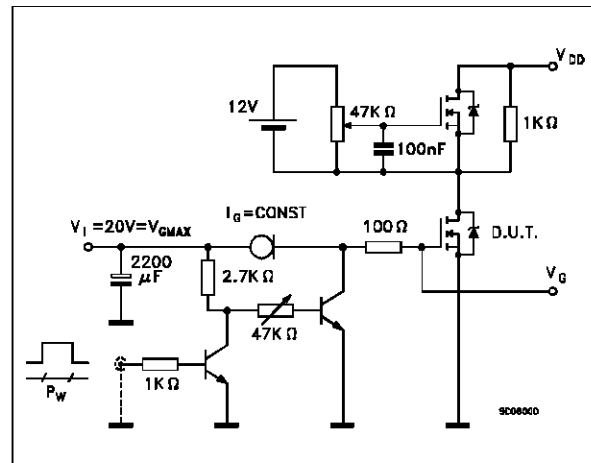 V_DD
12V
47K Ω
1K Ω
100nF
I_G=CONST
V_I =20V=V_GMAX
100 Ω
D.U.T.
2200
μF
2.7K Ω
V_G
47K Ω
1K Ω
P_W